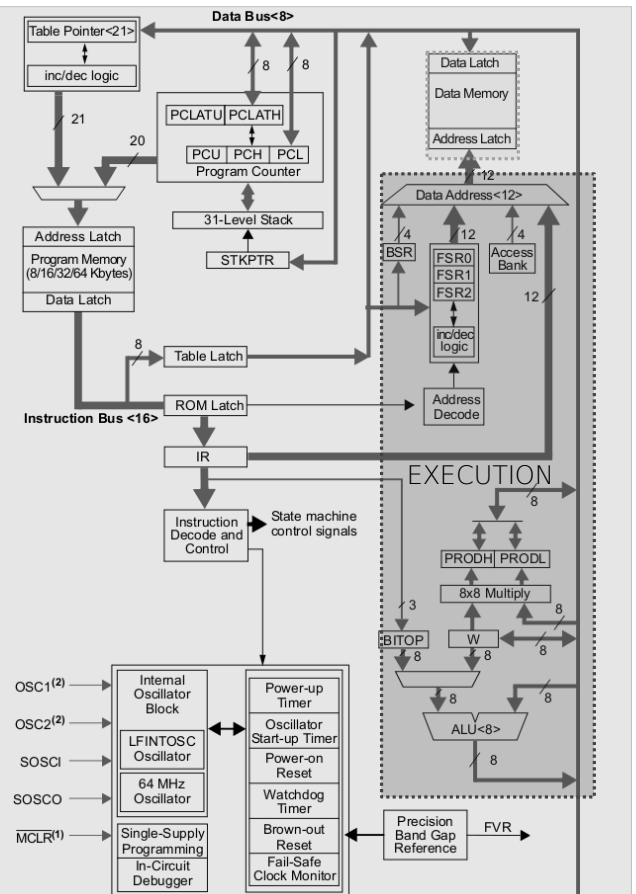 Data Bus<8>
Table Pointer<21>
inc/dec logic
21
20
8
8
PCLATU
PCLATH
PCU
PCH
PCL
Program Counter
31-Level Stack
STKPTR
Data Latch
Data Memory
Address Latch
12
Data Address<12>
4
12
4
BSR
FSR0
FSR1
FSR2
Access
Bank
12
inc/dec
logic
Address
Decode
Address Latch
Program Memory
(8/16/32/64 Kbytes)
Data Latch
8
Table Latch
Instruction Bus <16>
ROM Latch
IR
EXECUTION
8
Instruction
Decode and
Control
State machine
control signals
PRODH
PRODL
8x8 Multiply
3
8
BITOP
W
8
8
8
8
8
ALU<8>
8
OSC1(2)
OSC2(2)
SOSCI
SOSCO
MCLR(1)
Internal
Oscillator
Block
LFINTOSC
Oscillator
64 MHz
Oscillator
Single-Supply
Programming
In-Circuit
Debugger
Power-up
Timer
Oscillator
Start-up Timer
Power-on
Reset
Watchdog
Timer
Brown-out
Reset
Fail-Safe
Clock Monitor
Precision
Band Gap
Reference
FVR